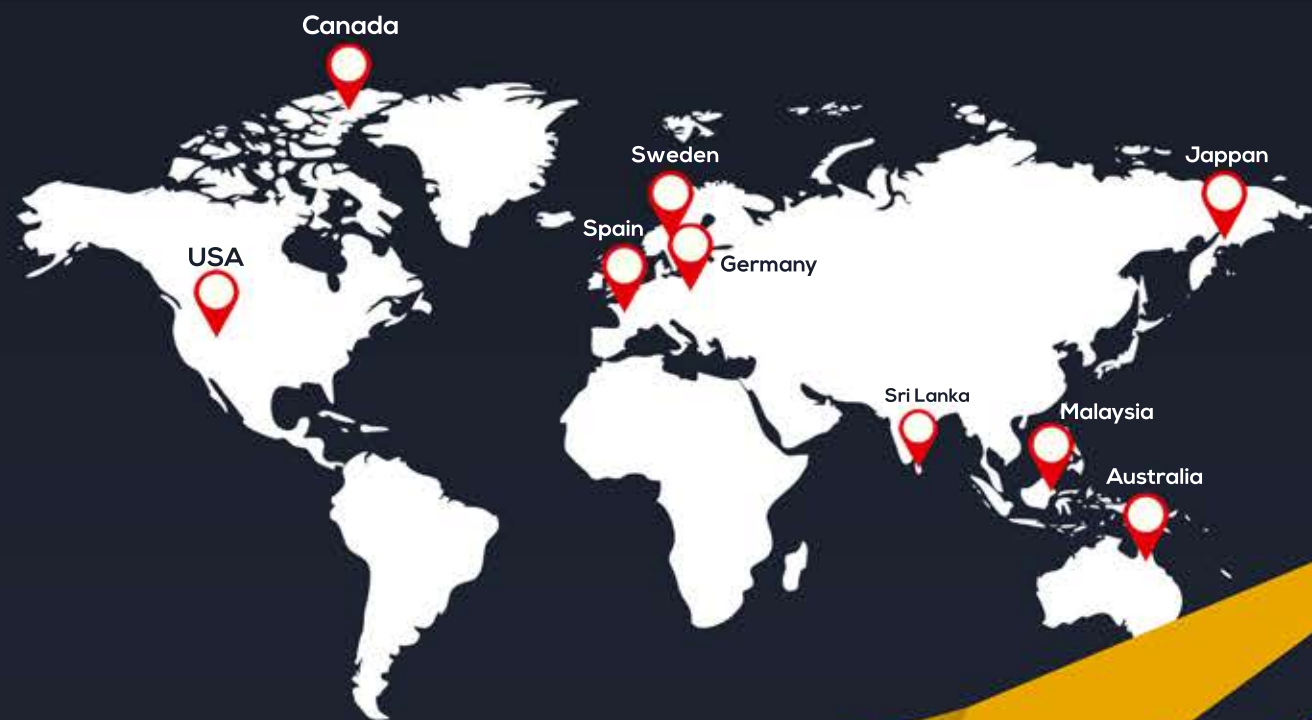 Canada
Sweden
Jappan
Spain
USA
Germany
Sri Lanka
Malaysia
Australia